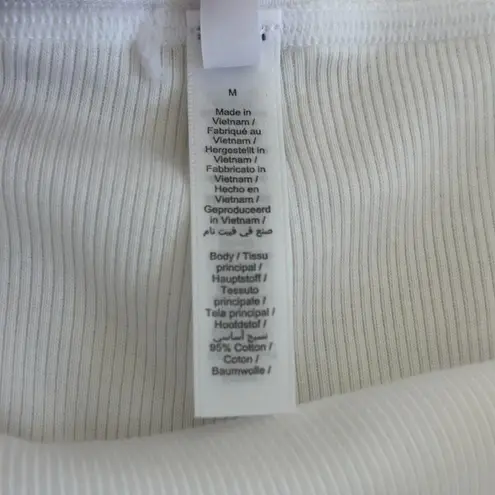 M
Made in
Vietnam /
Fabriqué au
Vietnam /
Hergestellt in
Vietnam /
Fabbricato in
Vietnam /
Hecho en
Vietnam /
Geproduceerd
in Vietnam /
صنع في فيت نام
Body / Tissu
principal /
Hauptstoff /
Tessuto
principale /
Tela principal /
Hoofdstof /
نسيج أساسي
95% Cotton /
Coton /
Baumwolle /